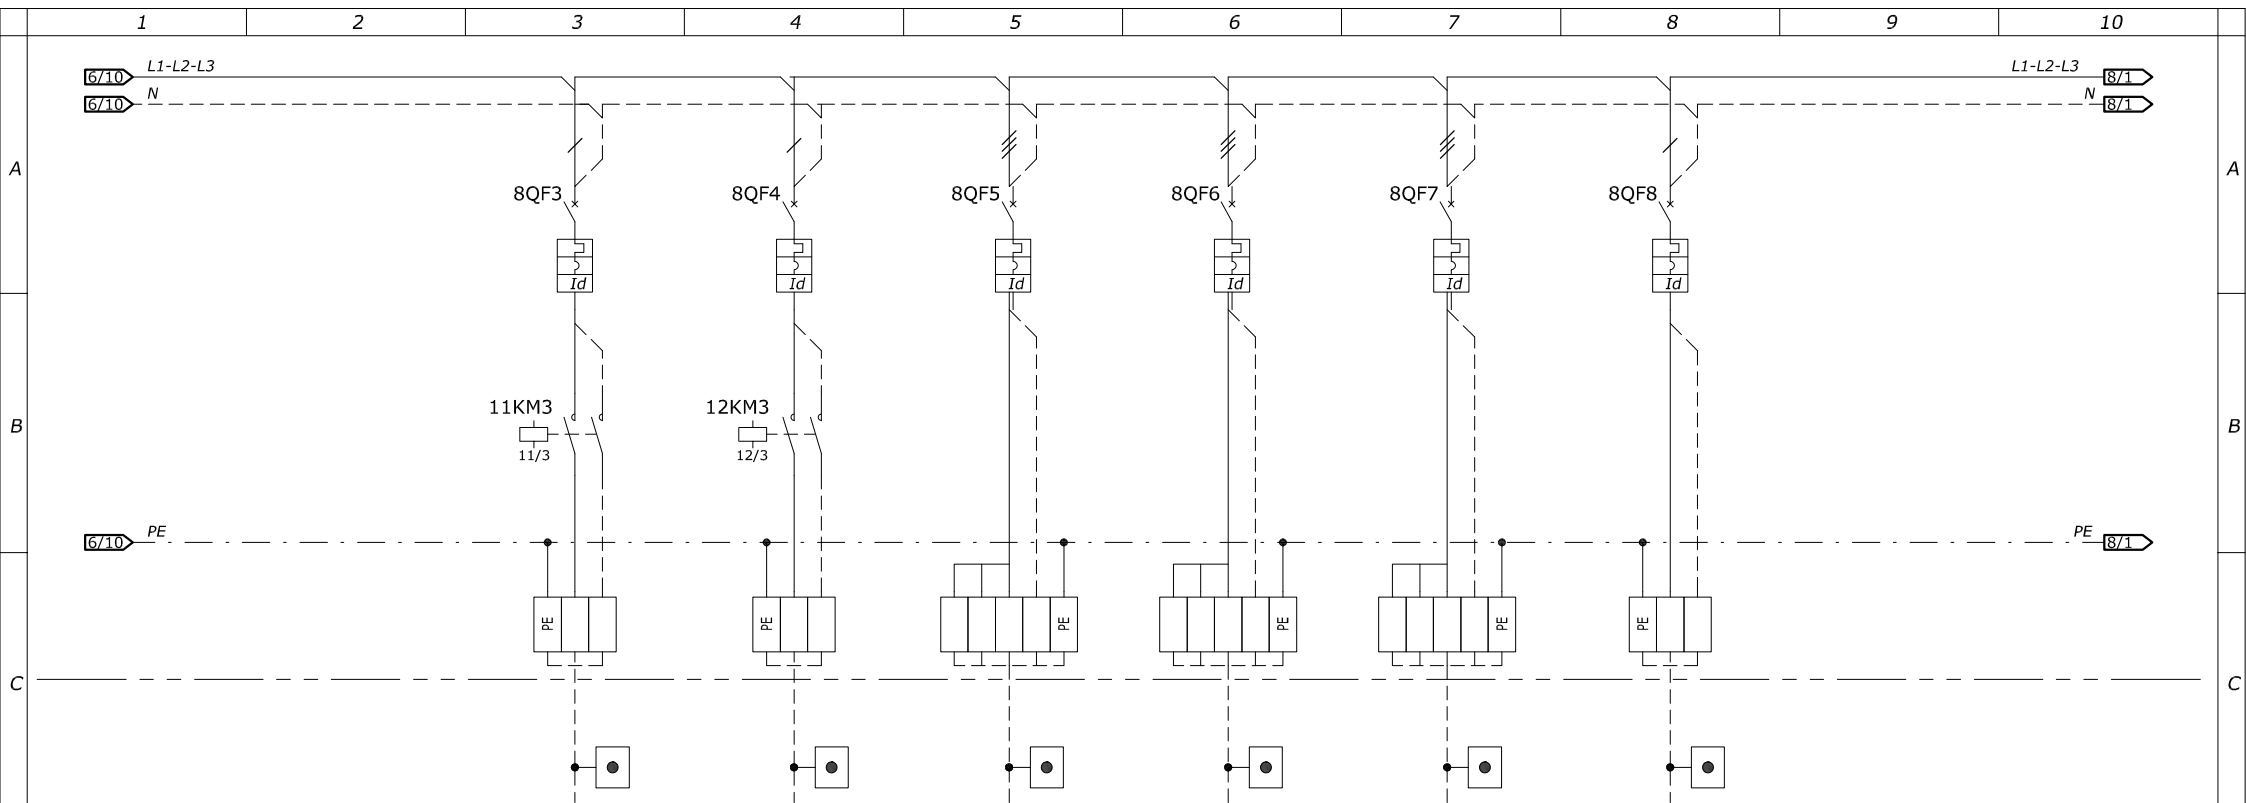 1 2 3 4 5 6 7 8 9 10
6/10 L1-L2-L3 L1-L2-L3 8/1
6/10 N N 8/1
A A
8QF3 8QF4 8QF5 8QF6 8QF7 8QF8
Id Id Id Id Id Id
11KM3 12KM3
B B
11/3 12/3
6/10 PE PE 8/1
PE PE PE PE PE PE
C C